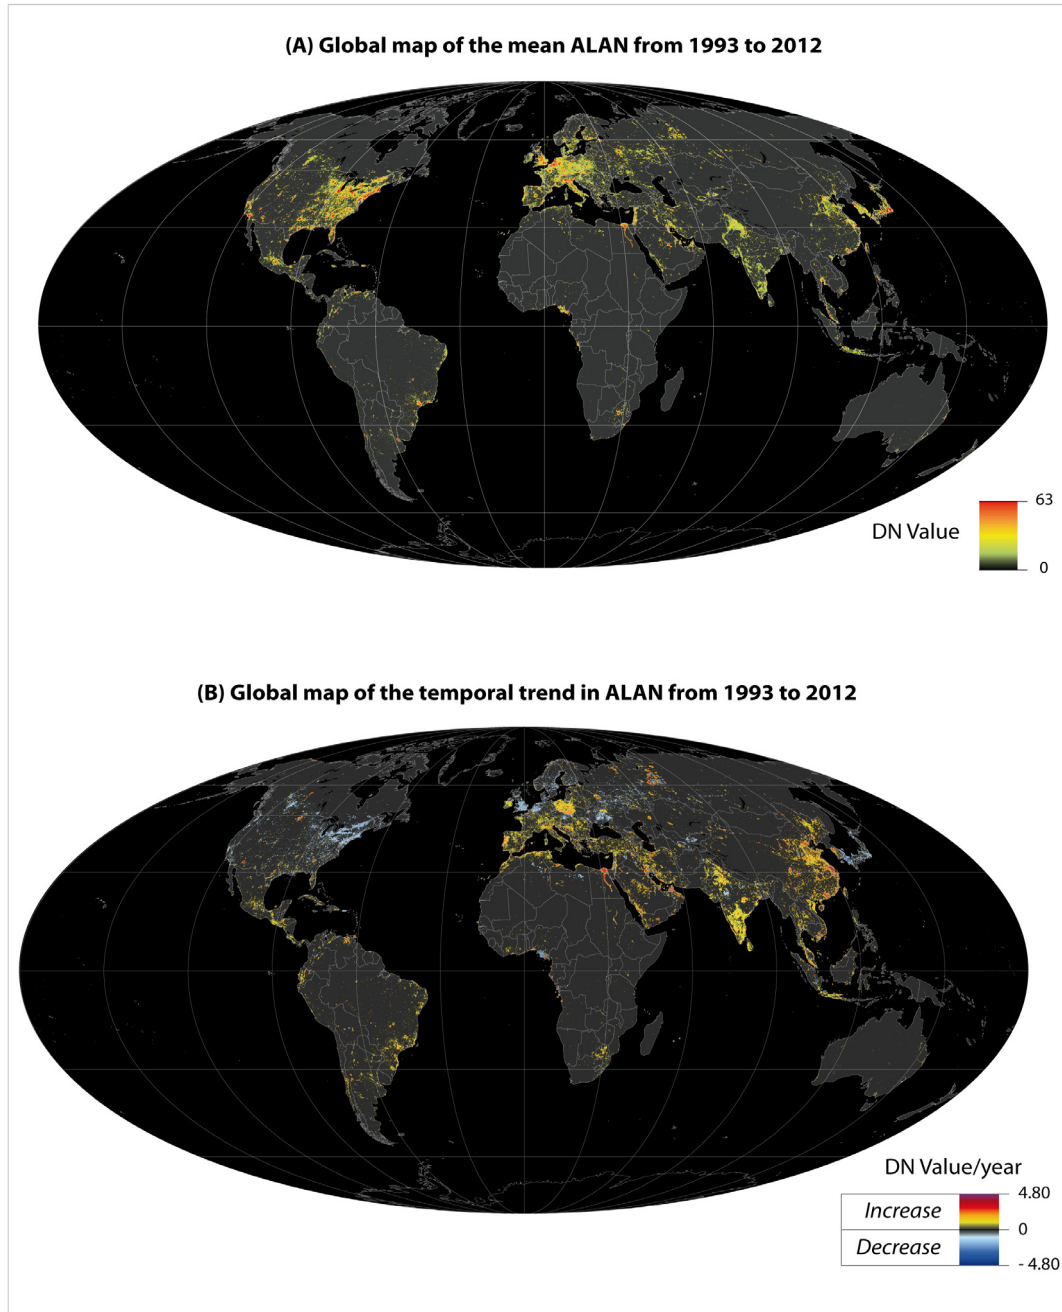 (A) Global map of the mean ALAN from 1993 to 2012
63
DN Value
0
(B) Global map of the temporal trend in ALAN from 1993 to 2012
DN Value/year
4.80
Increase
0
Decrease
- 4.80